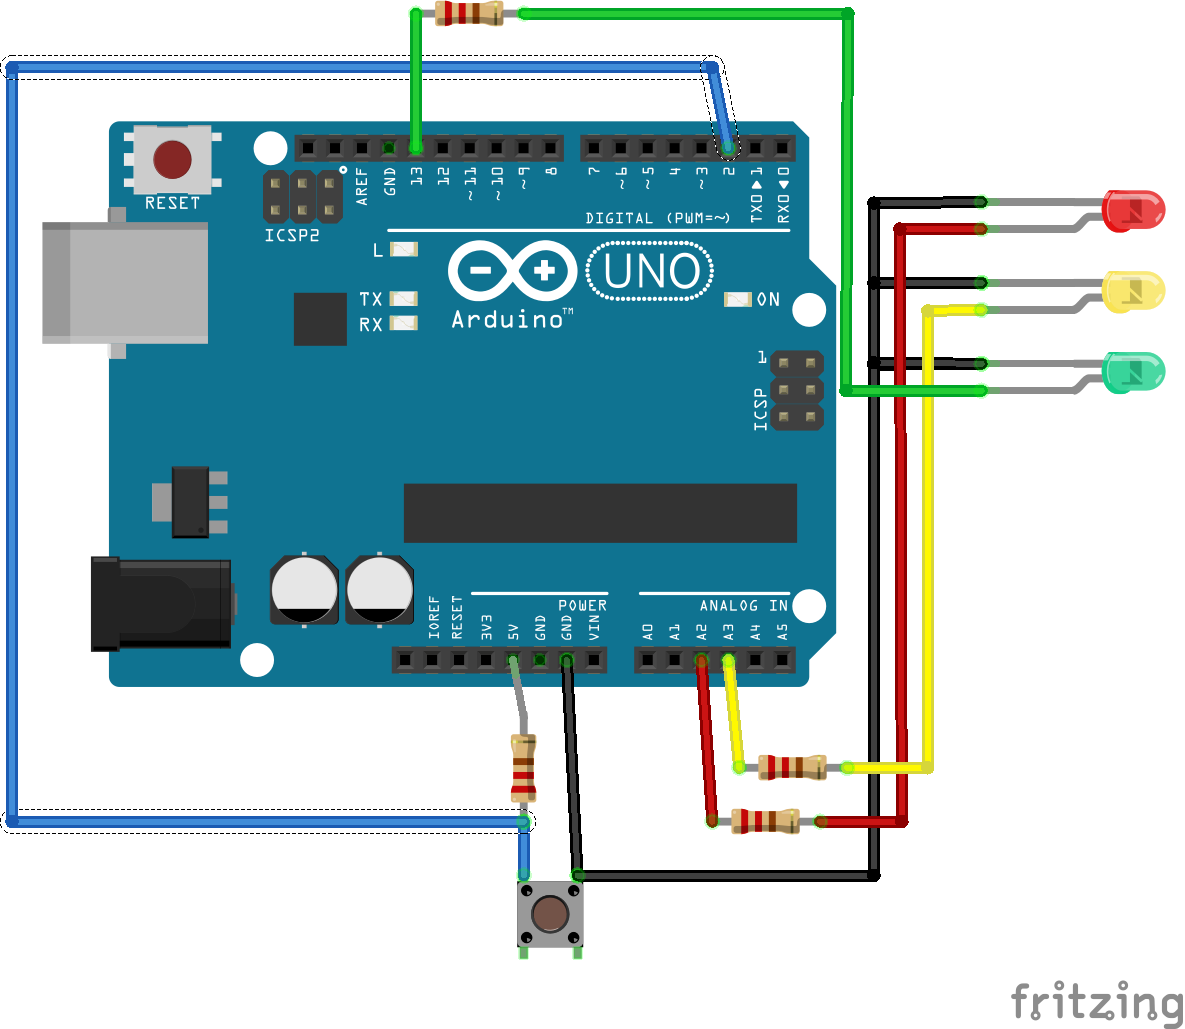 RESET
ICSP2
AREF
GND
13
12
~11
~10
~9
8
7
~6
~5
4
~3
2
TX0▶1
RX0◀0
DIGITAL (PWM=~)
L
TX
RX
Arduino™
UNO
ON
1
ICSP
IOREF
RESET
3V3
5V
GND
GND
VIN
POWER
A0
A1
A2
A3
A4
A5
ANALOG IN
fritzing